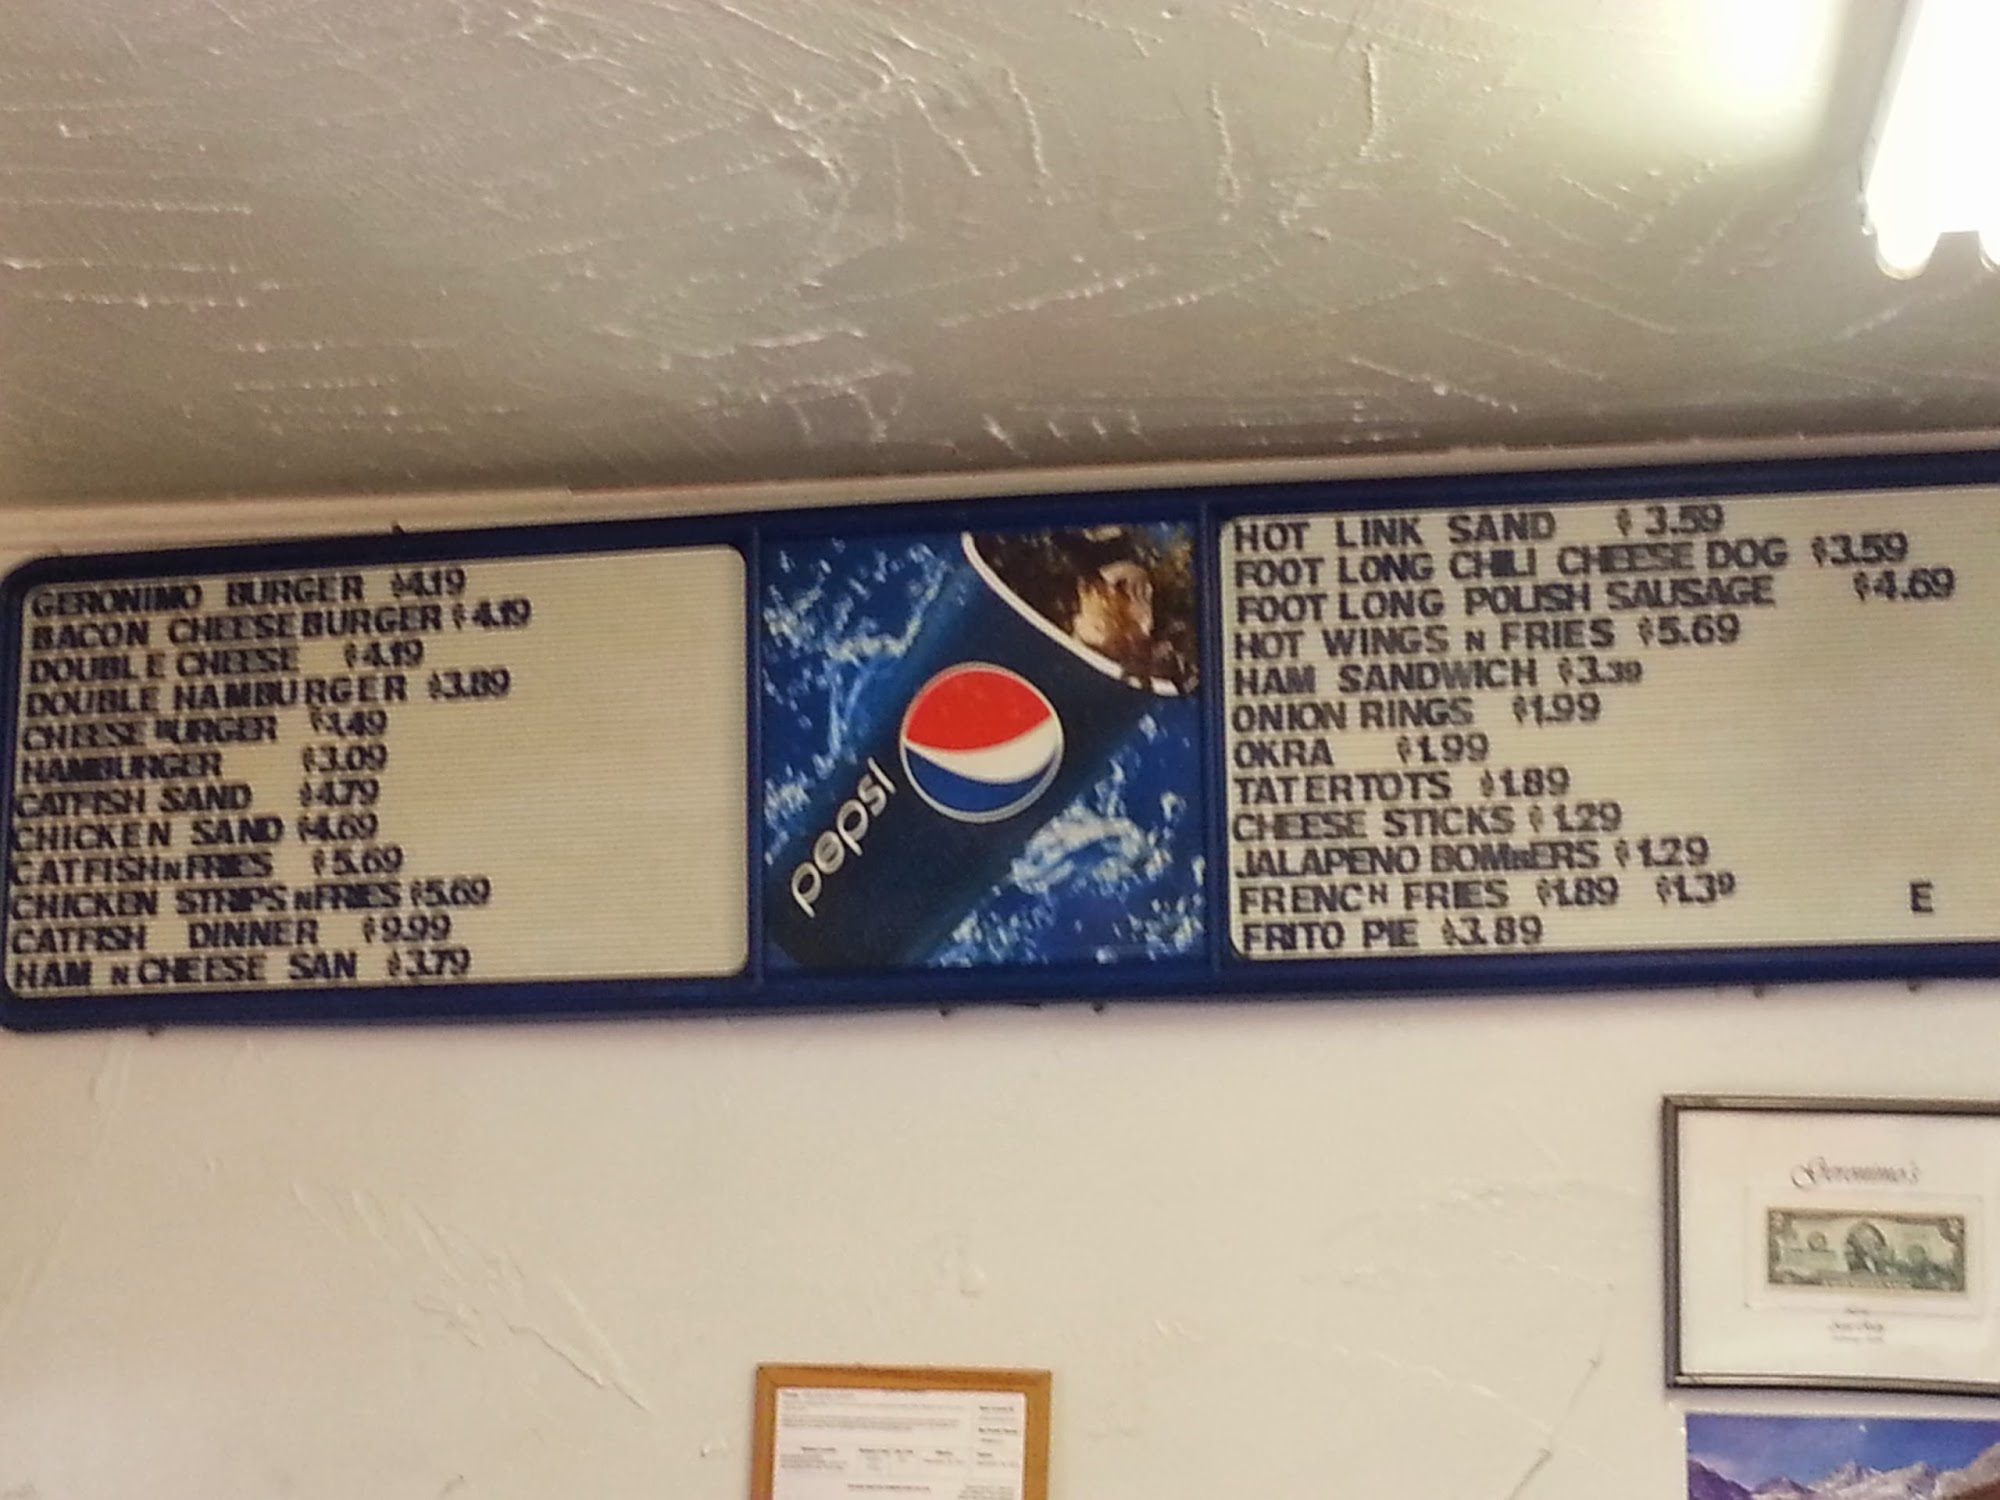 GERONIMO BURGER $4.19
BACON CHEESEBURGER $4.19
DOUBLE CHEESE $4.19
DOUBLE HAMBURGER $3.89
CHEESE BURGER $3.49
HAMBURGER $3.09
CATFISH SAND $4.79
CHICKEN SAND $4.69
CATFISH N FRIES $5.69
CHICKEN STRIPS N FRIES $5.69
CATFISH DINNER $9.99
HAM N CHEESE SAN $3.79
pepsi
HOT LINK SAND $3.59
FOOT LONG CHILI CHEESE DOG $3.59
FOOT LONG POLISH SAUSAGE $4.69
HOT WINGS N FRIES $5.69
HAM SANDWICH $3.39
ONION RINGS $1.99
OKRA $1.99
TATERTOTS $1.89
CHEESE STICKS $1.29
JALAPENO BOMBERS $1.29
FRENCH FRIES $1.89 $1.39 E
FRITO PIE $3.89
Geronimo's